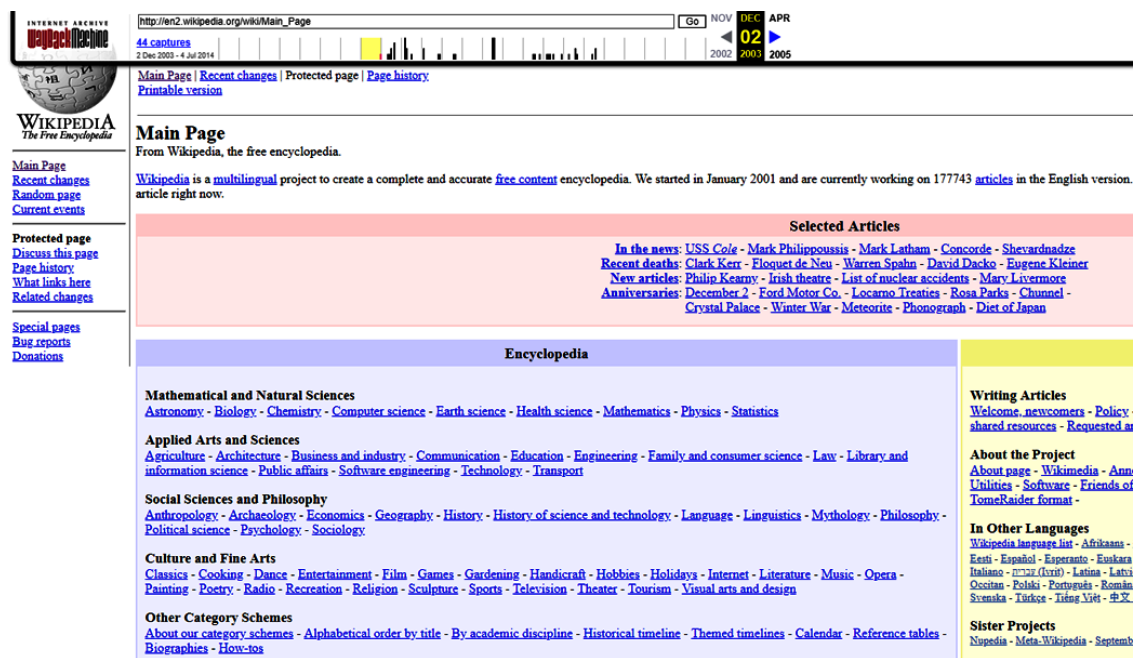 INTERNET ARCHIVE
WayBackMachine
http://en2.wikipedia.org/wiki/Main_Page
Go
NOV DEC APR
44 captures
02
2 Dec 2003 - 4 Jul 2014
2002 2003 2005
Main Page | Recent changes | Protected page | Page history
Printable version
WIKIPEDIA
The Free Encyclopedia
Main Page
Recent changes
Random page
Current events
Protected page
Discuss this page
Page history
What links here
Related changes
Special pages
Bug reports
Donations
Main Page
From Wikipedia, the free encyclopedia.
Wikipedia is a multilingual project to create a complete and accurate free content encyclopedia. We started in January 2001 and are currently working on 177743 articles in the English version.
article right now.
Selected Articles
In the news: USS Cole - Mark Philippoussis - Mark Latham - Concorde - Shevardnadze
Recent deaths: Clark Kerr - Floquet de Neu - Warren Spahn - David Dacko - Eugene Kleiner
New articles: Philip Kearny - Irish theatre - List of nuclear accidents - Mary Livermore
Anniversaries: December 2 - Ford Motor Co. - Locarno Treaties - Rosa Parks - Chunnel -
Crystal Palace - Winter War - Meteorite - Phonograph - Diet of Japan
Encyclopedia
Mathematical and Natural Sciences
Astronomy - Biology - Chemistry - Computer science - Earth science - Health science - Mathematics - Physics - Statistics
Applied Arts and Sciences
Agriculture - Architecture - Business and industry - Communication - Education - Engineering - Family and consumer science - Law - Library and
information science - Public affairs - Software engineering - Technology - Transport
Social Sciences and Philosophy
Anthropology - Archaeology - Economics - Geography - History - History of science and technology - Language - Linguistics - Mythology - Philosophy -
Political science - Psychology - Sociology
Culture and Fine Arts
Classics - Cooking - Dance - Entertainment - Film - Games - Gardening - Handicraft - Hobbies - Holidays - Internet - Literature - Music - Opera -
Painting - Poetry - Radio - Recreation - Religion - Sculpture - Sports - Television - Theater - Tourism - Visual arts and design
Other Category Schemes
About our category schemes - Alphabetical order by title - By academic discipline - Historical timeline - Themed timelines - Calendar - Reference tables -
Biographies - How-tos
Writing Articles
Welcome, newcomers - Policy -
shared resources - Requested
About the Project
About page - Wikimedia -
Utilities - Software - Friends of
TomeRaider format -
In Other Languages
Wikipedia language list - Afrikaans -
Eesti - Español - Esperanto - Euskara
Italiano - עברית (Ivrit) - Latina -
Occitan - Polski - Português -
Svenska - Türkçe - Tiếng Việt - 中文
Sister Projects
Nupedia - Meta-Wikipedia -